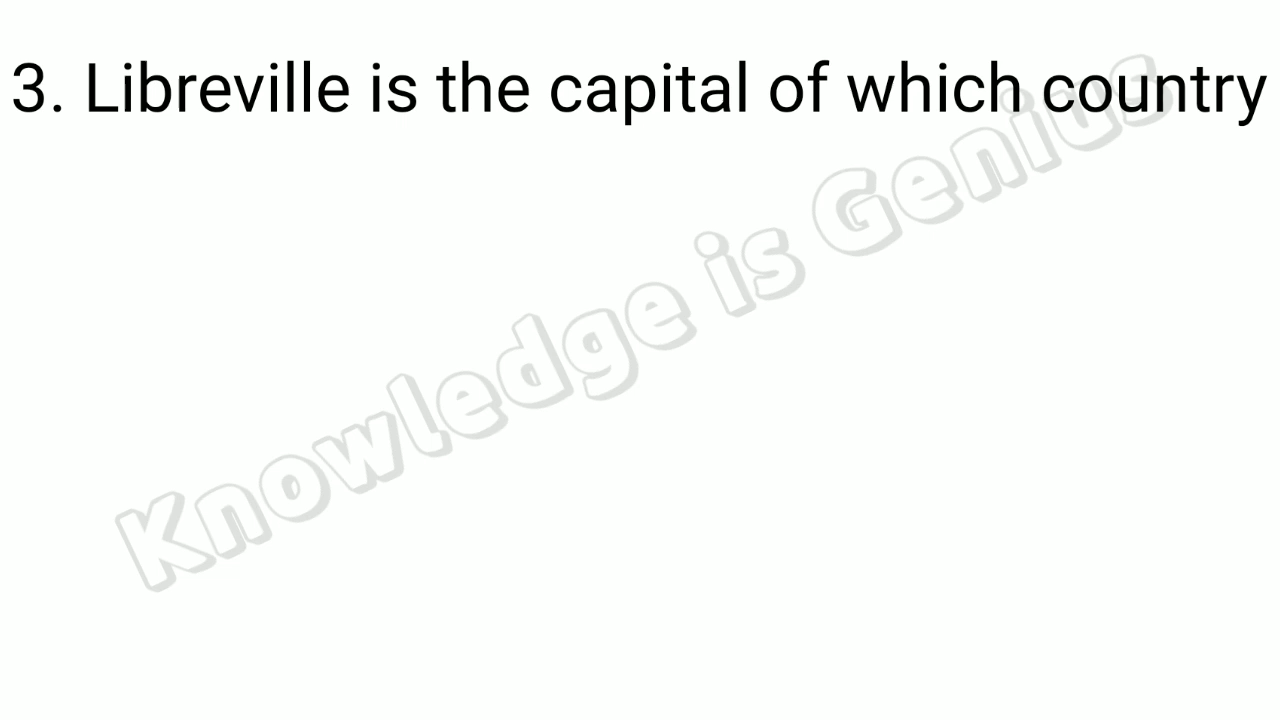 3. Libreville is the capital of which country
Knowledge is Genius